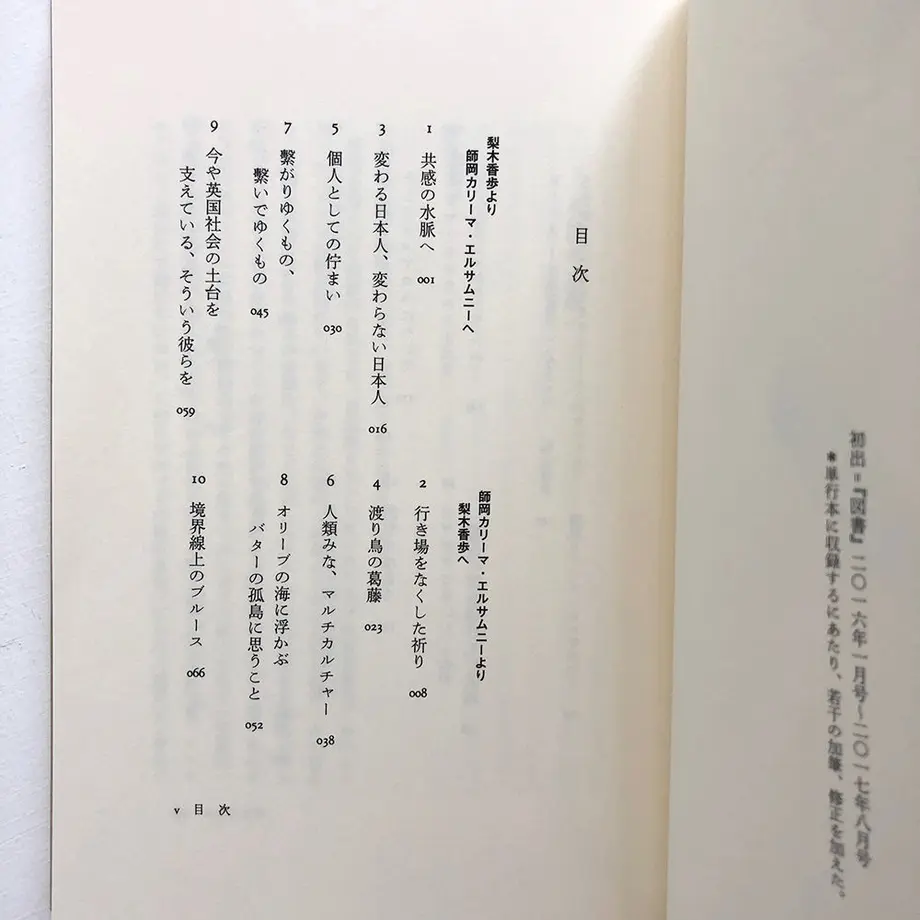 初出=『図書』二〇一六年一月号〜二〇一七年八月号
*単行本に収録するにあたり、若干の加筆、修正を加えた。
目次
梨木香歩より
師岡カリーマ・エルサムニーへ
1 共感の水脈へ 001
3 変わる日本人、変わらない日本人 016
5 個人としての佇まい 030
7 繫がりゆくもの、
繫いでゆくもの 045
9 今や英国社会の土台を
支えている、そういう彼らを 059
師岡カリーマ・エルサムニーより
梨木香歩へ
2 行き場をなくした祈り 008
4 渡り鳥の葛藤 023
6 人類みな、マルチカルチャー 038
8 オリーブの海に浮かぶ
バターの孤島に思うこと 052
10 境界線上のブルース 066
v 目次